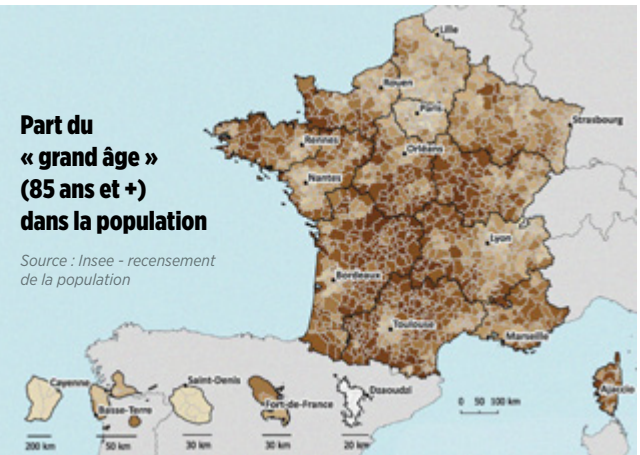 Part du
« grand âge »
(85 ans et +)
dans la population
Source : Insee - recensement
de la population
Lille
Rouen
Paris
Strasbourg
Rennes
Orléans
Nantes
Lyon
Bordeaux
Toulouse
Marseille
Ajaccio
Cayenne
Basse-Terre
Saint-Denis
Fort-de-France
Dzaoudzi
0 50 100 km
200 km
50 km
30 km
30 km
20 km